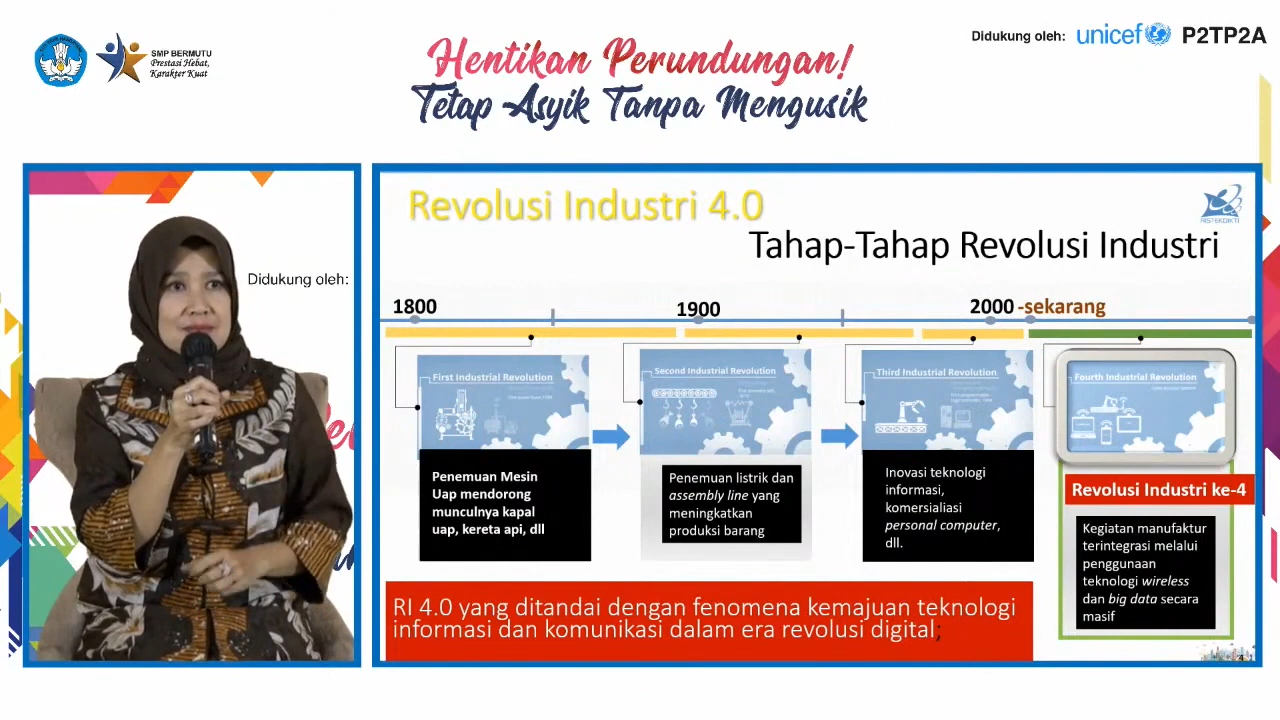 SMP BERMUTU
Prestasi Hebat,
Karakter Kuat
Hentikan Perundungan!
Tetap Asyik Tanpa Mengusik
Didukung oleh:
unicef
P2TP2A
Didukung oleh:
Revolusi Industri 4.0
RISTEKDIKTI
Tahap-Tahap Revolusi Industri
1800
1900
2000 -sekarang
First Industrial Revolution
Second Industrial Revolution
Third Industrial Revolution
Fourth Industrial Revolution
Penemuan Mesin
Uap mendorong
munculnya kapal
uap, kereta api, dll
Penemuan listrik dan
assembly line yang
meningkatkan
produksi barang
Inovasi teknologi
informasi,
komersialiasi
personal computer,
dll.
Revolusi Industri ke-4
Kegiatan manufaktur
terintegrasi melalui
penggunaan
teknologi wireless
dan big data secara
masif
RI 4.0 yang ditandai dengan fenomena kemajuan teknologi
informasi dan komunikasi dalam era revolusi digital;
4